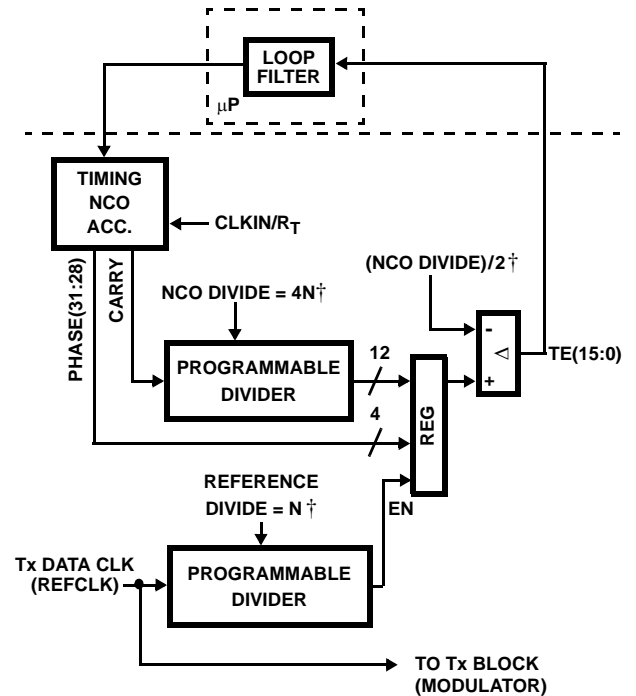 LOOP
FILTER
μP
TIMING
NCO
ACC.
CLKIN/RT
PHASE(31:28)
CARRY
NCO DIVIDE = 4N†
(NCO DIVIDE)/2†
PROGRAMMABLE
DIVIDER
12
4
REG
-
+
△
TE(15:0)
REFERENCE
DIVIDE = N†
EN
Tx DATA CLK
(REFCLK)
PROGRAMMABLE
DIVIDER
TO Tx BLOCK
(MODULATOR)